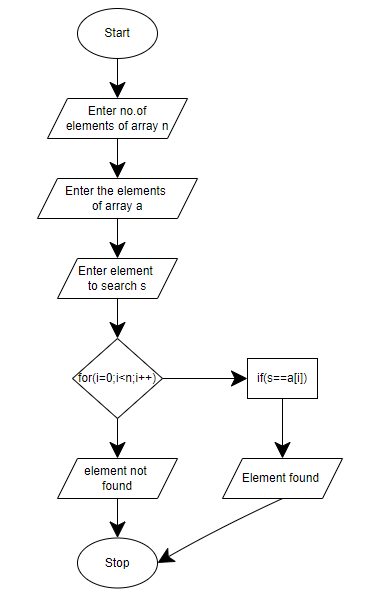 Start
Enter no.of
elements of array n
Enter the elements
of array a
Enter element
to search s
for(i=0;i<n;i++)
if(s==a[i])
element not
found
Element found
Stop